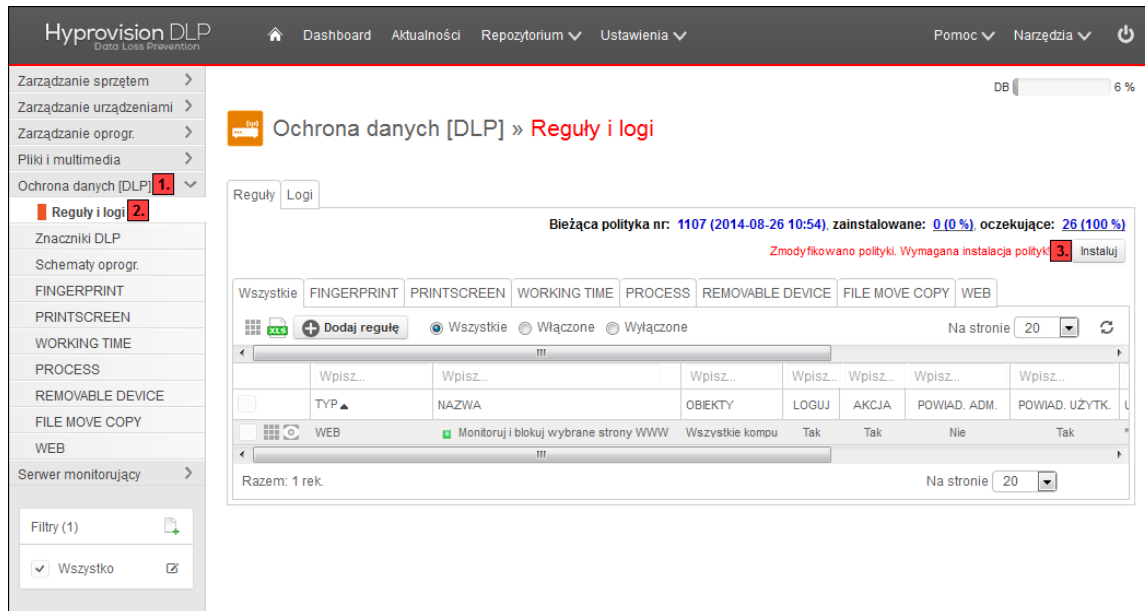 Hyprovision DLP
Data Loss Prevention
Dashboard Aktualności Repozytorium Ustawienia Pomoc Narzędzia
Zarządzanie sprzętem
Zarządzanie urządzeniami
Zarządzanie oprogr.
Pliki i multimedia
Ochrona danych [DLP] 1.
Reguły i logi 2.
Znaczniki DLP
Schematy oprogr.
FINGERPRINT
PRINTSCREEN
WORKING TIME
PROCESS
REMOVABLE DEVICE
FILE MOVE COPY
WEB
Serwer monitorujący
Filtry (1)
Wszystko
DB 6 %
Ochrona danych [DLP] » Reguły i logi
Reguły Logi
Bieżąca polityka nr: 1107 (2014-08-26 10:54), zainstalowane: 0 (0 %), oczekujące: 26 (100 %)
Zmodyfikowano polityki. Wymagana instalacja polityk! 3. Instaluj
Wszystkie FINGERPRINT PRINTSCREEN WORKING TIME PROCESS REMOVABLE DEVICE FILE MOVE COPY WEB
XLS Dodaj regułę Wszystkie Włączone Wyłączone Na stronie 20
Wpisz... Wpisz... Wpisz... Wpisz... Wpisz... Wpisz... Wpisz...
TYP NAZWA OBIEKTY LOGUJ AKCJA POWIAD. ADM. POWIAD. UŻYTK.
WEB Monitoruj i blokuj wybrane strony WWW Wszystkie kompu Tak Tak Nie Tak *
Razem: 1 rek. Na stronie 20